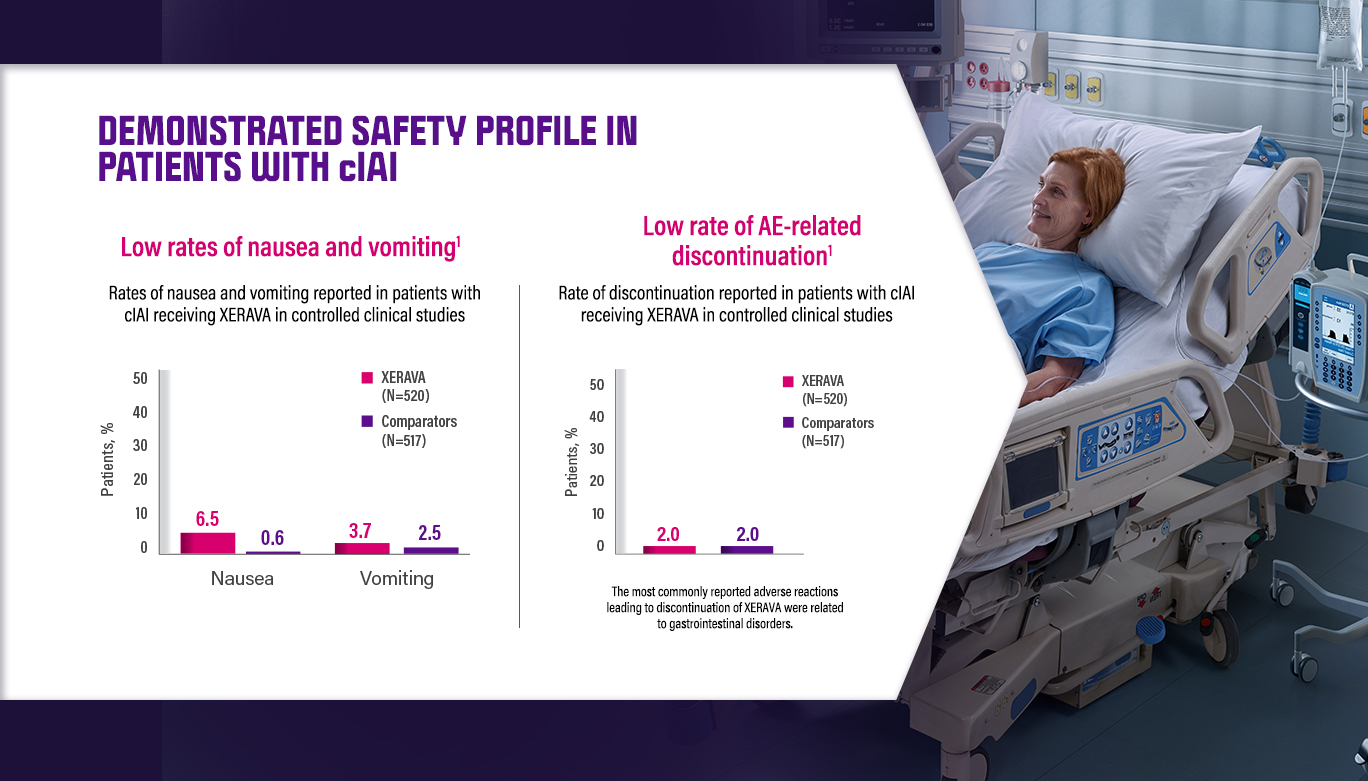 DEMONSTRATED SAFETY PROFILE IN
PATIENTS WITH cIAI
Low rates of nausea and vomiting¹
Rates of nausea and vomiting reported in patients with
cIAI receiving XERAVA in controlled clinical studies
Patients, %
50
40
30
20
10
0
XERAVA
(N=520)
Comparators
(N=517)
6.5
0.6
3.7
2.5
Nausea
Vomiting
Low rate of AE-related
discontinuation¹
Rate of discontinuation reported in patients with cIAI
receiving XERAVA in controlled clinical studies
Patients, %
50
40
30
20
10
0
XERAVA
(N=520)
Comparators
(N=517)
2.0
2.0
The most commonly reported adverse reactions
leading to discontinuation of XERAVA were related
to gastrointestinal disorders.